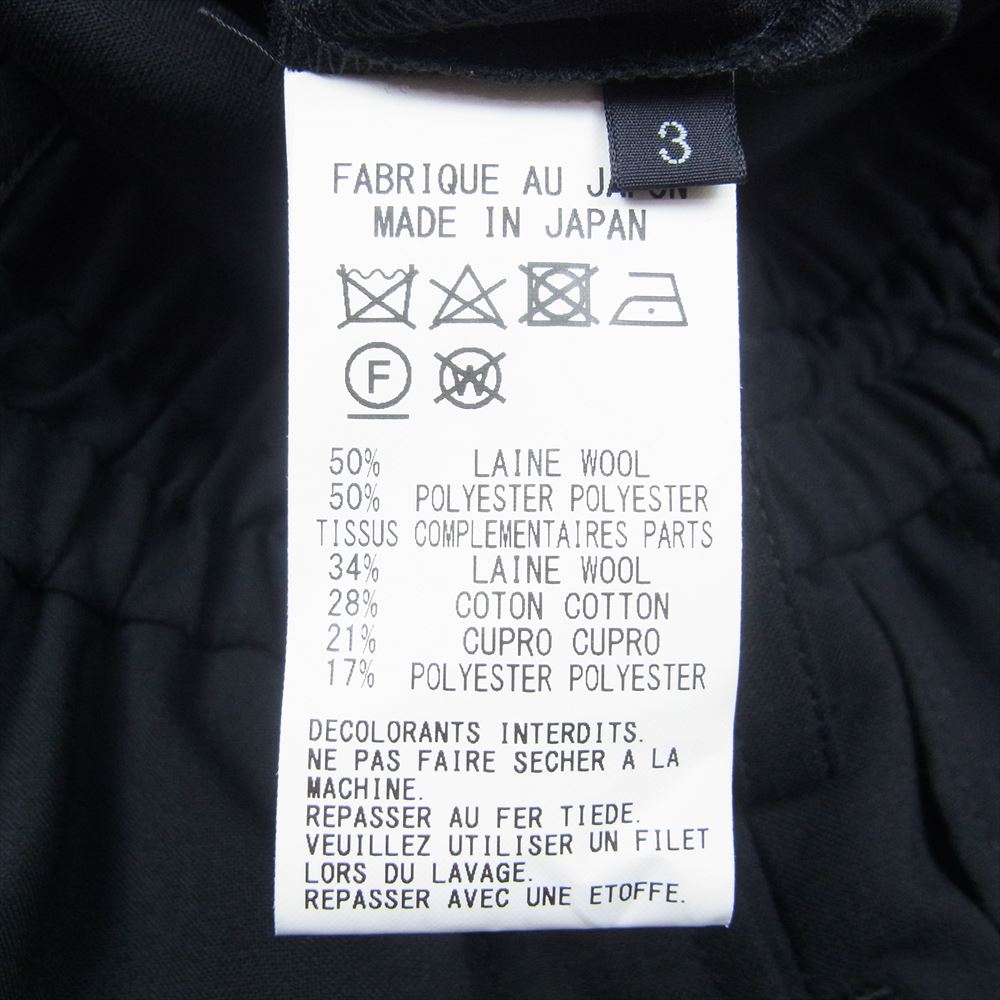 3
FABRIQUE AU JAPON
MADE IN JAPAN
F W
50% LAINE WOOL
50% POLYESTER POLYESTER
TISSUS COMPLEMENTAIRES PARTS
34% LAINE WOOL
28% COTON COTTON
21% CUPRO CUPRO
17% POLYESTER POLYESTER
DECOLORANTS INTERDITS.
NE PAS FAIRE SECHER A LA
MACHINE.
REPASSER AU FER TIEDE.
VEUILLEZ UTILISER UN FILET
LORS DU LAVAGE.
REPASSER AVEC UNE ETOFFE.